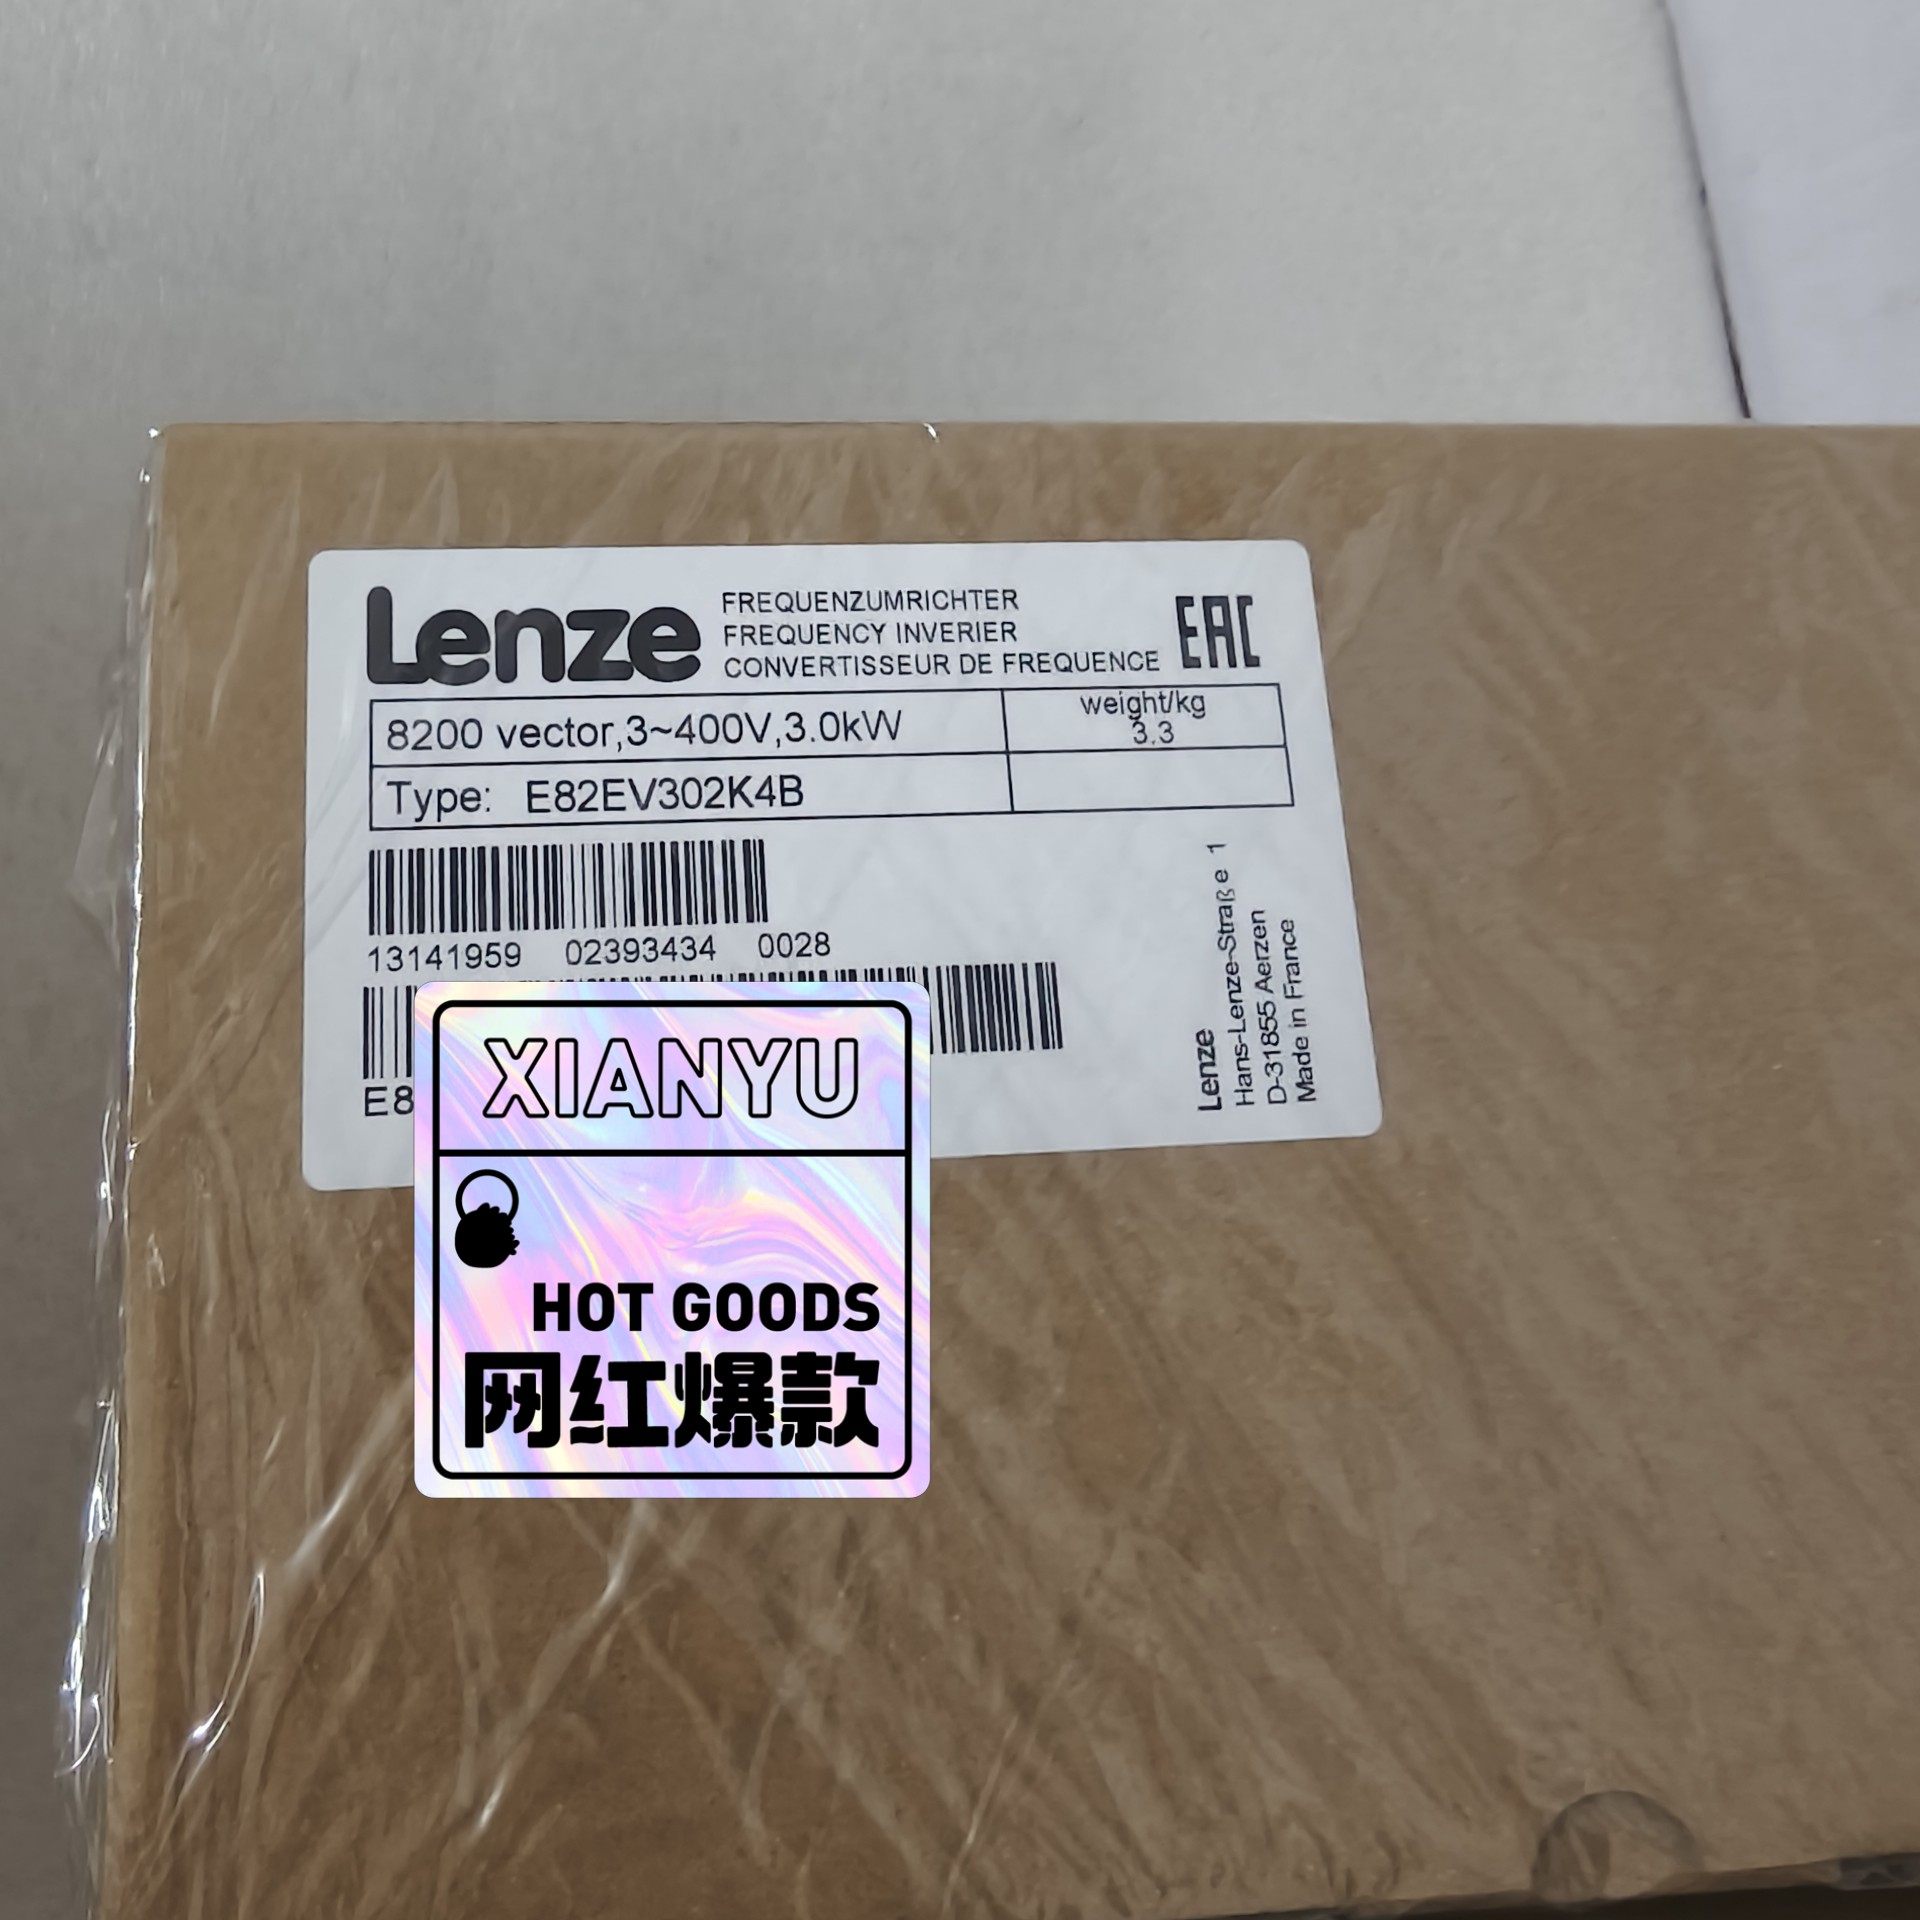 Lenze
FREQUENZUMRICHTER
FREQUENCY INVERIER
CONVERTISSEUR DE FREQUENCE
EAC
8200 vector,3~400V,3.0kW
weight/kg
3.3
Type: E82EV302K4B
13141959 02393434 0028
E8
Lenze
Hans-Lenze-Straße 1
D-31855 Aerzen
Made in France
XIANYU
HOT GOODS
网红爆款